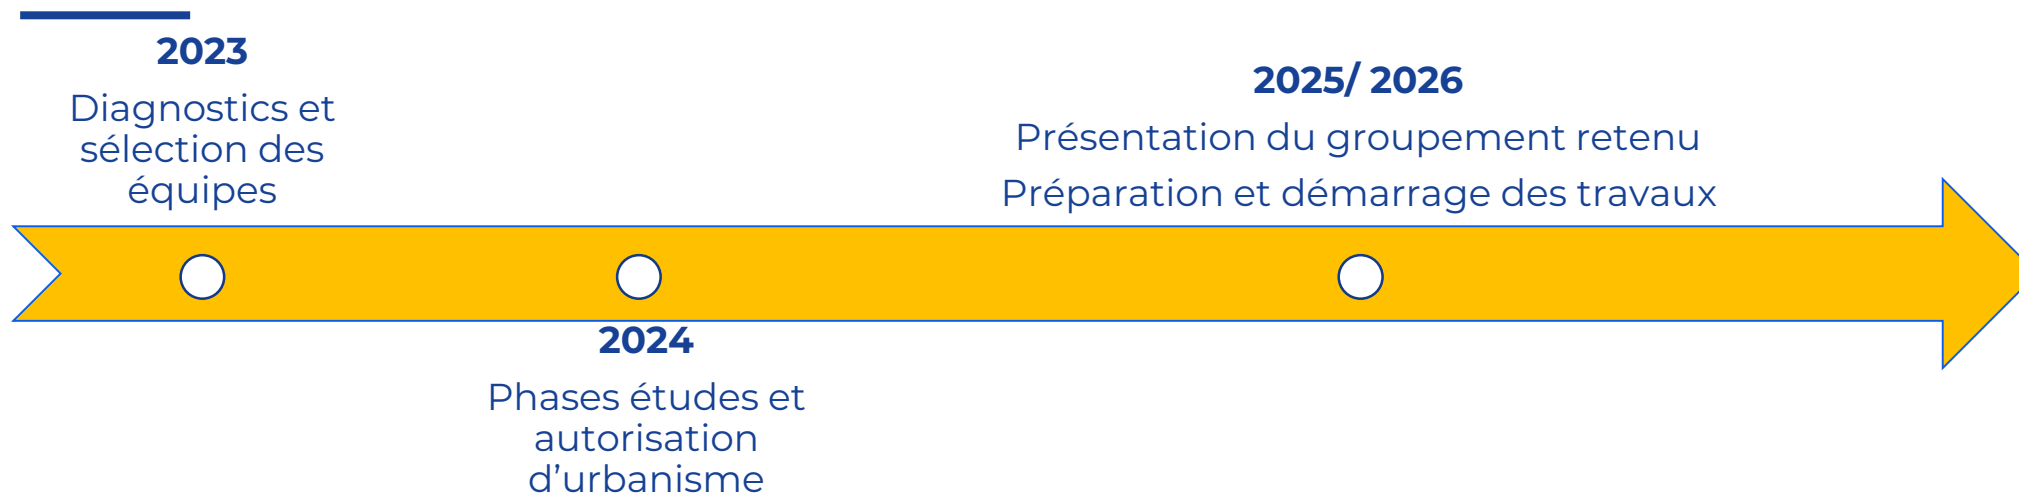 2023
Diagnostics et
sélection des
équipes
2024
Phases études et
autorisation
d’urbanisme
2025/ 2026
Présentation du groupement retenu
Préparation et démarrage des travaux